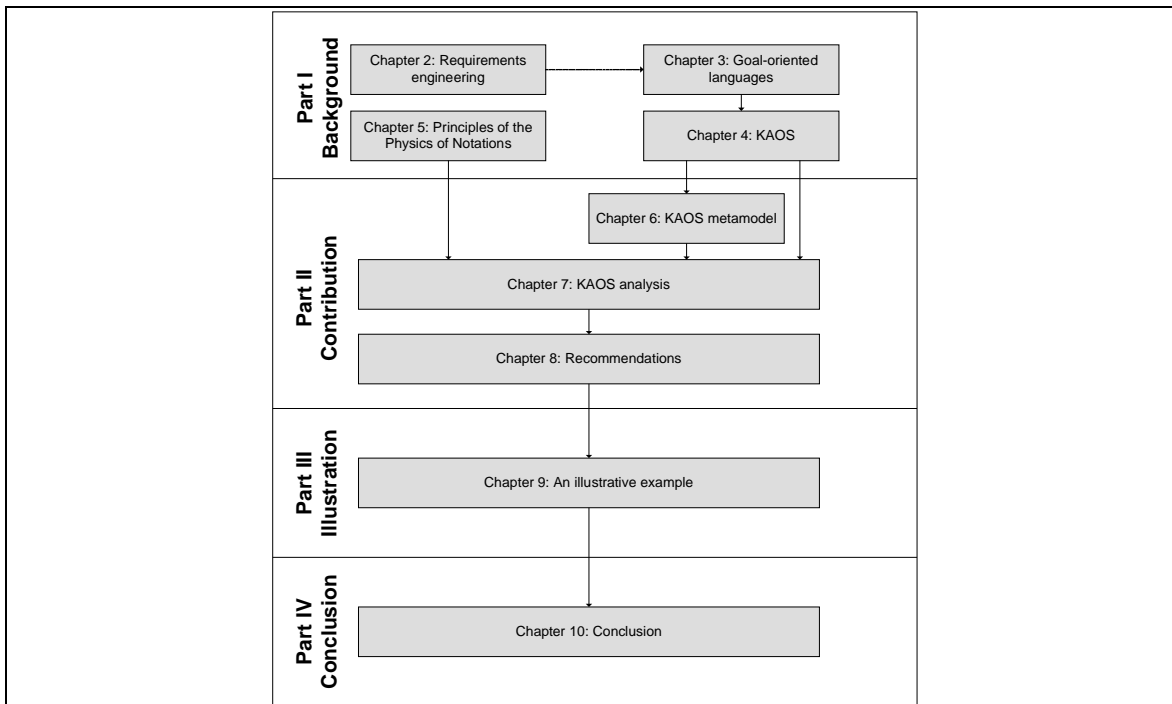 Part I
Background
Chapter 2: Requirements
engineering
Chapter 3: Goal-oriented
languages
Chapter 5: Principles of the
Physics of Notations
Chapter 4: KAOS
Part II
Contribution
Chapter 6: KAOS metamodel
Chapter 7: KAOS analysis
Chapter 8: Recommendations
Part III
Illustration
Chapter 9: An illustrative example
Part IV
Conclusion
Chapter 10: Conclusion